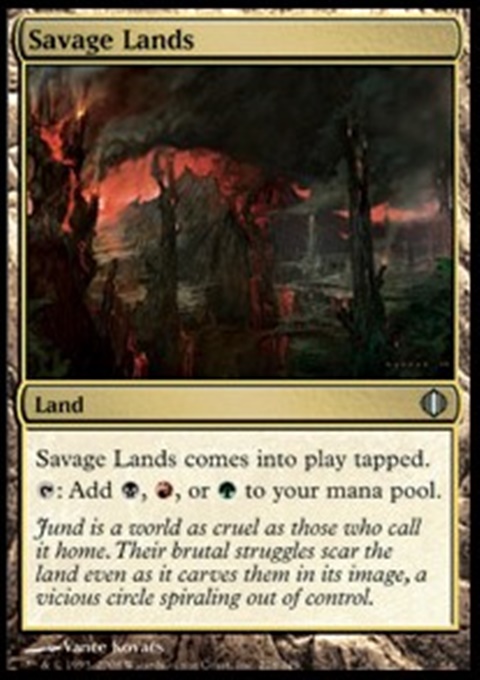 Savage Lands
Land
Savage Lands comes into play tapped.
: Add , , or to your mana pool.
Jund is a world as cruel as those who call
it home. Their brutal struggles scar the
land even as it carves them in its image, a
vicious circle spiraling out of control.
Vance Kovacs